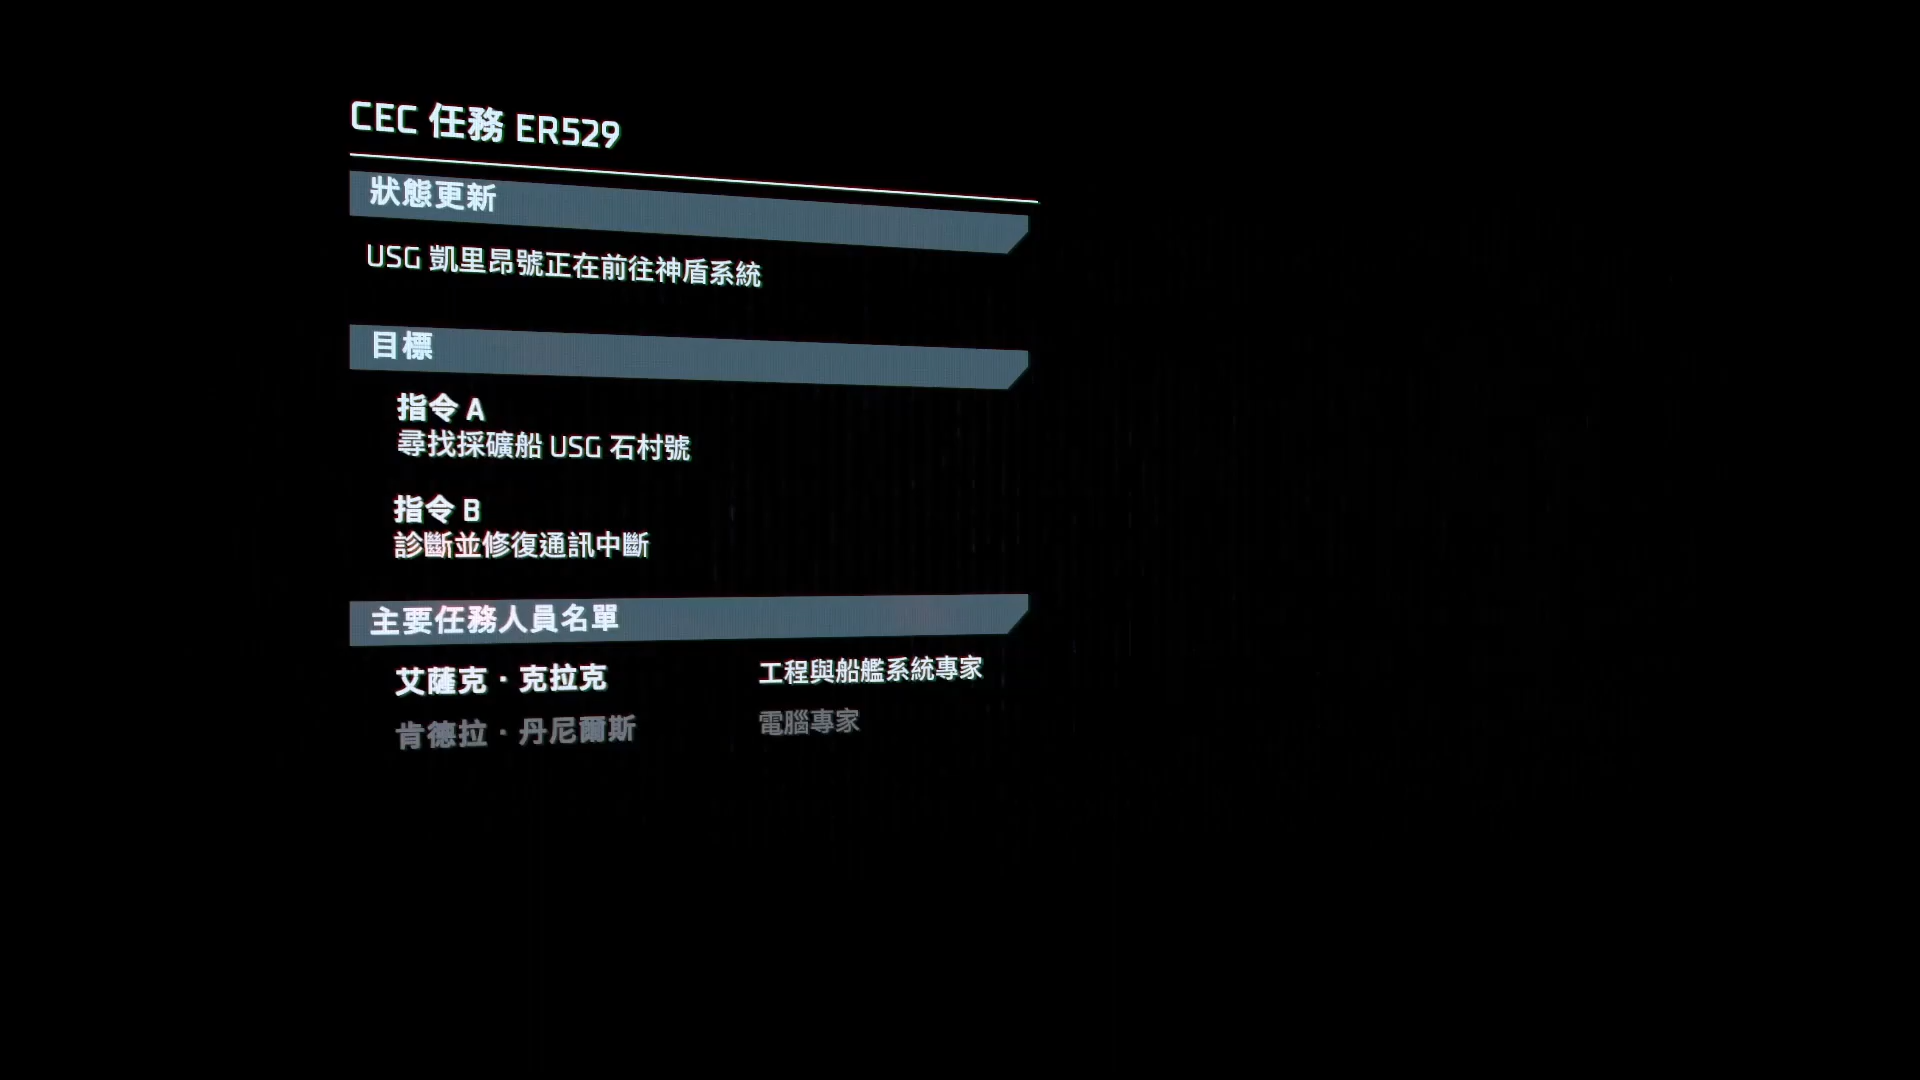 CEC 任務 ER529
狀態更新
USG 凱里昂號正在前往神盾系統
目標
指令 A
尋找採礦船 USG 石村號
指令 B
診斷並修復通訊中斷
主要任務人員名單
艾薩克·克拉克 工程與船艦系統專家
肯德拉·丹尼爾斯 電腦專家